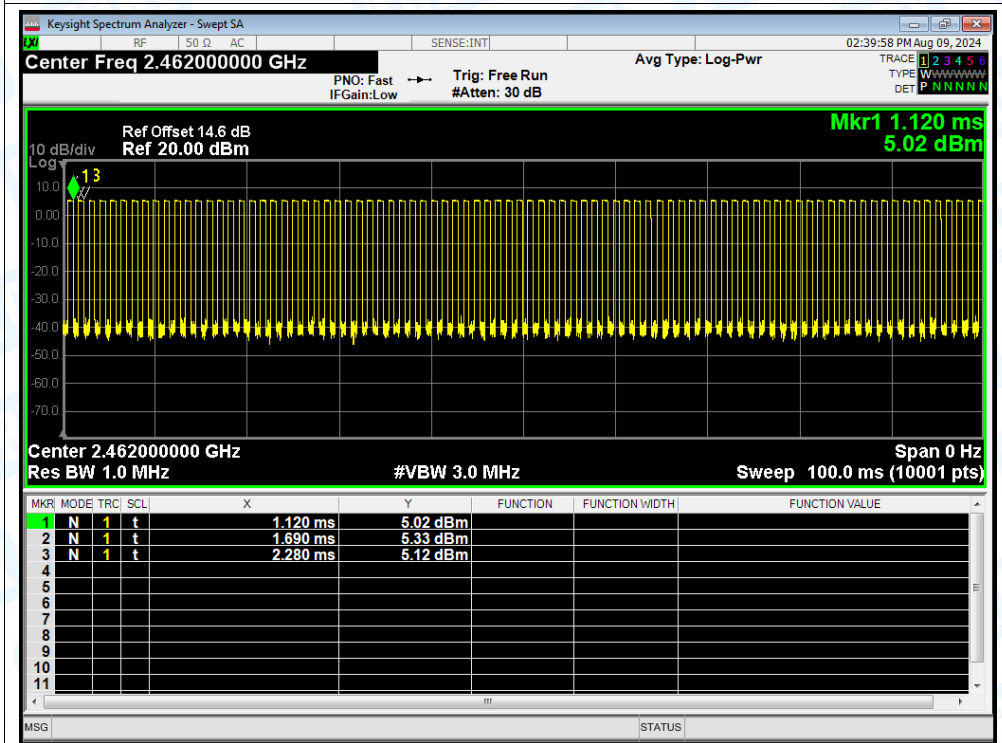 Keysight Spectrum Analyzer - Swept SA
LXI RF 50 Ω AC SENSE:INT 02:39:58 PM Aug 09, 2024
Center Freq 2.462000000 GHz Avg Type: Log-Pwr TRACE 1 2 3 4 5 6
PNO: Fast Trig: Free Run TYPE WWWWWWW
IFGain:Low #Atten: 30 dB DET P N N N N N
Mkr1 1.120 ms
Ref Offset 14.6 dB
10 dB/div Ref 20.00 dBm 5.02 dBm
Log
1 3
10.0
0.00
-10.0
-20.0
-30.0
-40.0
-50.0
-60.0
-70.0
Center 2.462000000 GHz Span 0 Hz
Res BW 1.0 MHz #VBW 3.0 MHz Sweep 100.0 ms (10001 pts)
MKR MODE TRC SCL X Y FUNCTION FUNCTION WIDTH FUNCTION VALUE
1 N 1 t 1.120 ms 5.02 dBm
2 N 1 t 1.690 ms 5.33 dBm
3 N 1 t 2.280 ms 5.12 dBm
4
5
6
7
8
9
10
11
MSG STATUS